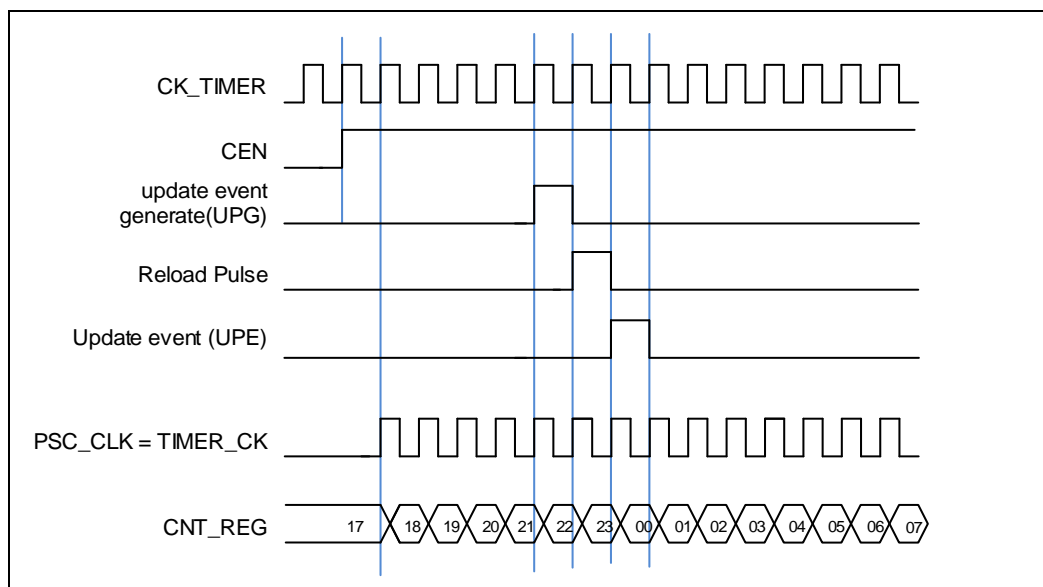 CK_TIMER
CEN
update event
generate(UPG)
Reload Pulse
Update event (UPE)
PSC_CLK = TIMER_CK
CNT_REG 17 18 19 20 21 22 23 00 01 02 03 04 05 06 07